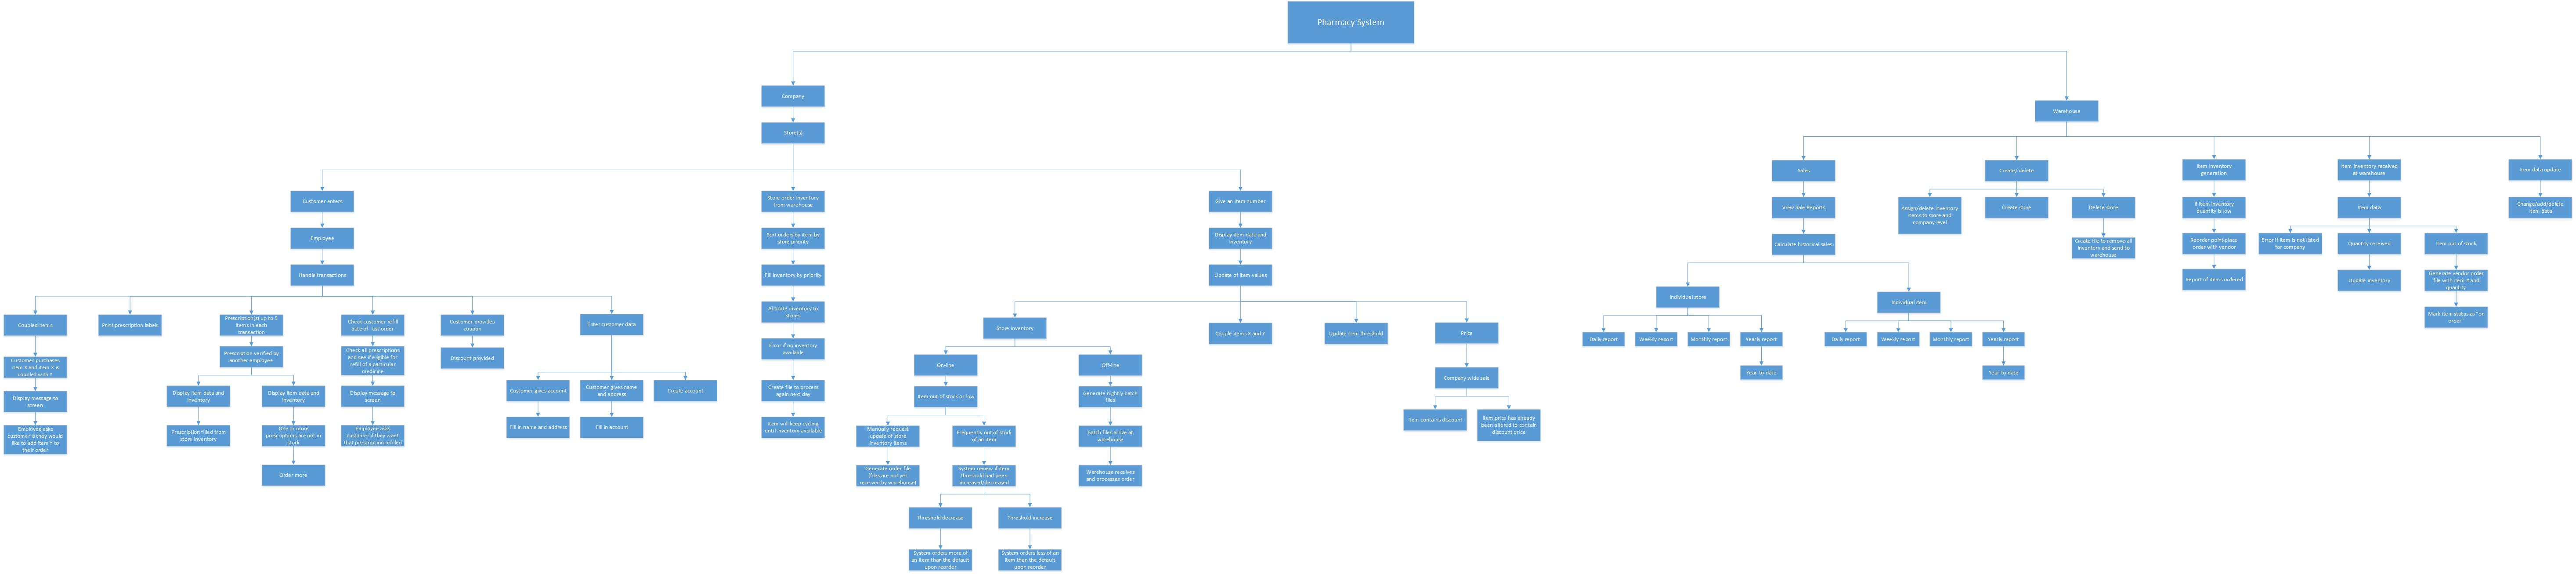 Pharmacy System
Company
Store(s)
Warehouse
Customer enters
Employee
Handle transactions
Coupled items
Customer purchases
item X and item X is
coupled with Y
Display message to
screen
Employee asks
customer is they would
like to add item Y to
their order
Print prescription labels
Prescription(s) up to 5
items in each
transaction
Prescription verified by
another employee
Display item data and
inventory
Prescription filled from
store inventory
Display item data and
inventory
One or more
prescriptions are not in
stock
Order more
Check customer refill
date of last order
Check all prescriptions
and see if eligible for
refill of a particular
medicine
Display message to
screen
Employee asks
customer if they want
that prescription refilled
Customer provides
coupon
Discount provided
Enter customer data
Customer gives account
Fill in name and address
Customer gives name
and address
Fill in account
Create account
Store order inventory
from warehouse
Sort orders by item by
store priority
Fill inventory by priority
Allocate inventory to
stores
Error if no inventory
available
Create file to process
again next day
Item will keep cycling
until inventory available
Give an item number
Display item data and
inventory
Update of item values
Store inventory
On-line
Item out of stock or low
Manually request
update of store
inventory items
Generate order file
(files are not yet
received by warehouse)
Frequently out of stock
of an item
System review if item
threshold had been
increased/decreased
Threshold decrease
System orders more of
an item than the default
upon reorder
Threshold increase
System orders less of an
item than the default
upon reorder
Off-line
Generate nightly batch
files
Batch files arrive at
warehouse
Warehouse receives
and processes order
Couple items X and Y
Update item threshold
Price
Company wide sale
Item contains discount
Item price has already
been altered to contain
discount price
Sales
View Sale Reports
Calculate historical sales
Individual store
Daily report
Weekly report
Monthly report
Yearly report
Year-to-date
Individual item
Daily report
Weekly report
Monthly report
Yearly report
Year-to-date
Create/ delete
Assign/delete inventory
items to store and
company level
Create store
Delete store
Create file to remove all
inventory and send to
warehouse
Item inventory
generation
If item inventory
quantify is low
Reorder point place
order with vendor
Report of items ordered
Item inventory received
at warehouse
Item data
Error if item is not listed
for company
Quantity received
Update inventory
Item out of stock
Generate vendor order
file with item # and
quantity
Mark item status as "on
order"
Item data update
Change/add/delete
item data